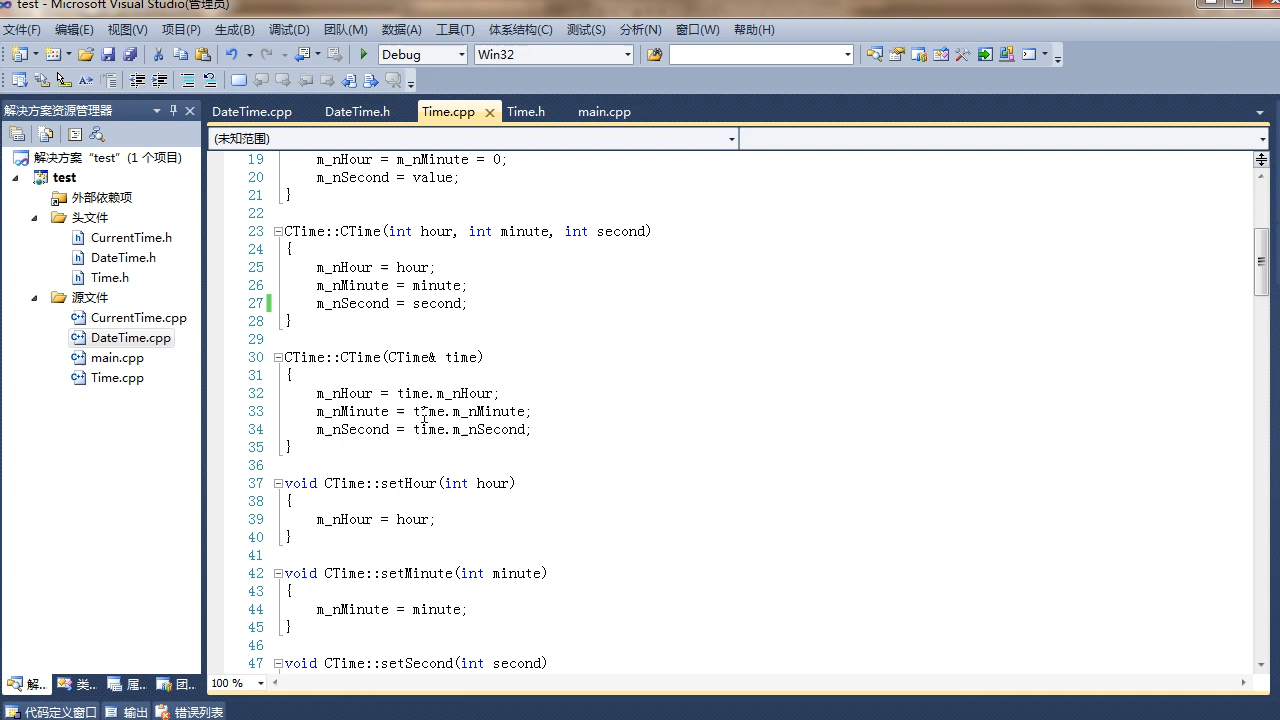 test - Microsoft Visual Studio(管理员)
文件(F) 编辑(E) 视图(V) 项目(P) 生成(B) 调试(D) 团队(M) 数据(A) 工具(T) 体系结构(C) 测试(S) 分析(N) 窗口(W) 帮助(H)
Debug Win32
解决方案资源管理器
DateTime.cpp DateTime.h Time.cpp Time.h main.cpp
(未知范围)
解决方案“test”(1 个项目)
test
外部依赖项
头文件
CurrentTime.h
DateTime.h
Time.h
源文件
CurrentTime.cpp
DateTime.cpp
main.cpp
Time.cpp
19 m_nHour = m_nMinute = 0;
20 m_nSecond = value;
21 }
22
23 CTime::CTime(int hour, int minute, int second)
24 {
25 m_nHour = hour;
26 m_nMinute = minute;
27 m_nSecond = second;
28 }
29
30 CTime::CTime(CTime& time)
31 {
32 m_nHour = time.m_nHour;
33 m_nMinute = time.m_nMinute;
34 m_nSecond = time.m_nSecond;
35 }
36
37 void CTime::setHour(int hour)
38 {
39 m_nHour = hour;
40 }
41
42 void CTime::setMinute(int minute)
43 {
44 m_nMinute = minute;
45 }
46
47 void CTime::setSecond(int second)
100 %
解... 类... 属... 团...
代码定义窗口 输出 错误列表